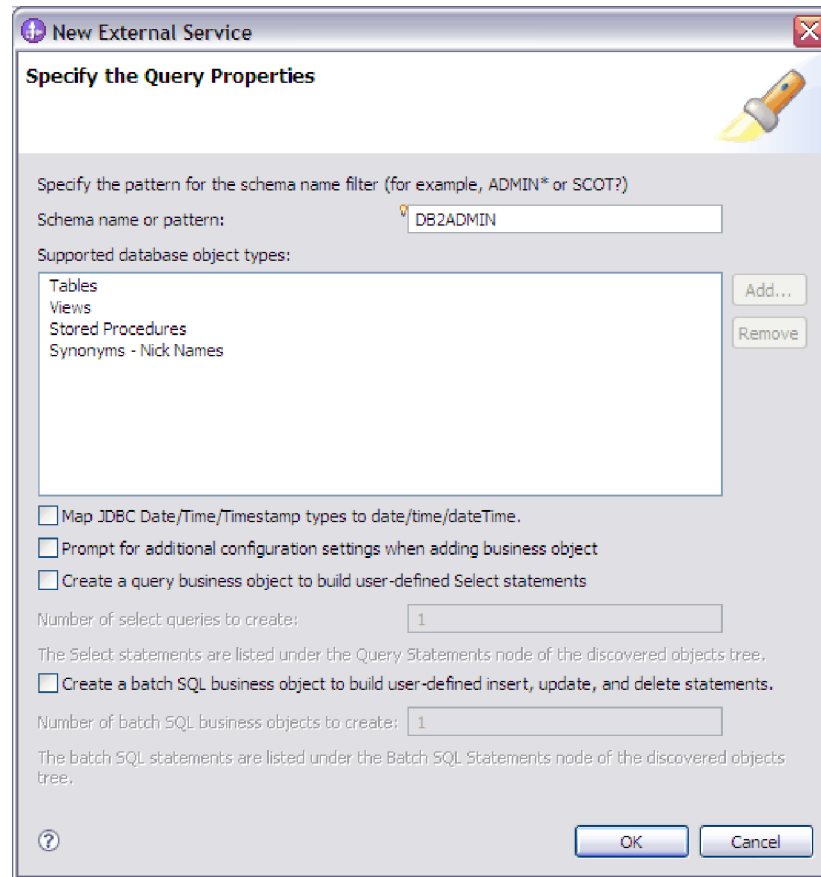 New External Service
Specify the Query Properties
Specify the pattern for the schema name filter (for example, ADMIN* or SCOT?)
Schema name or pattern:
DB2ADMIN
Supported database object types:
Tables
Views
Stored Procedures
Synonyms - Nick Names
Add...
Remove
Map JDBC Date/Time/Timestamp types to date/time/dateTime.
Prompt for additional configuration settings when adding business object
Create a query business object to build user-defined Select statements
Number of select queries to create:
1
The Select statements are listed under the Query Statements node of the discovered objects tree.
Create a batch SQL business object to build user-defined insert, update, and delete statements.
Number of batch SQL business objects to create:
1
The batch SQL statements are listed under the Batch SQL Statements node of the discovered objects
tree.
?
OK
Cancel